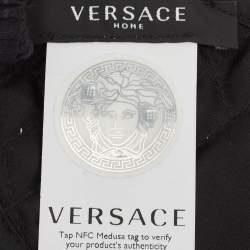 VERSACE
HOME
VERSACE
Tap NFC Medusa tag to verify
your product's authenticity